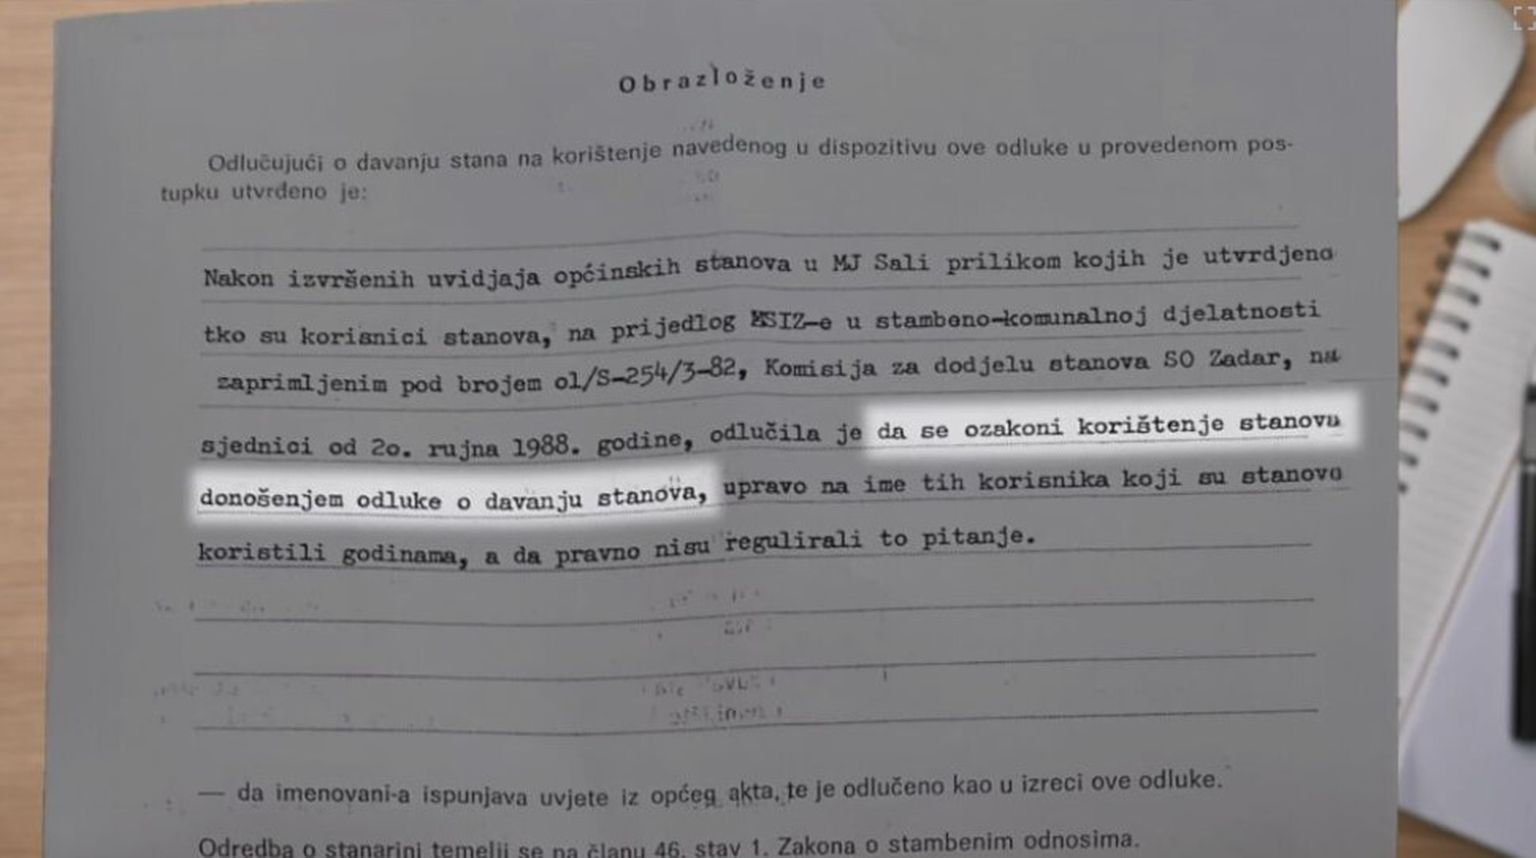 Obrazloženje
Odlučujući o davanju stana na korištenje navedenog u dispozitivu ove odluke u provedenom pos-
tupku utvrđeno je:
Nakon izvršenih uvidjaja općinskih stanova u MJ Sali prilikom kojih je utvrdjeno
tko su korisnici stanova, na prijedlog SIZ-e u stambeno-komunalnoj djelatnosti
zaprimljenim pod brojem o1/S-254/3-82, Komisija za dodjelu stanova SO Zadar, na
sjednici od 2o. rujna 1988. godine, odlučila je da se ozakoni korištenje stanova
donošenjem odluke o davanju stanova, upravo na ime tih korisnika koji su stanove
koristili godinama, a da pravno nisu regulirali to pitanje.
— da imenovani-a ispunjava uvjete iz općeg akta, te je odlučeno kao u izreci ove odluke.
Odredba o stanarini temelji se na članu 46. stav 1. Zakona o stambenim odnosima.